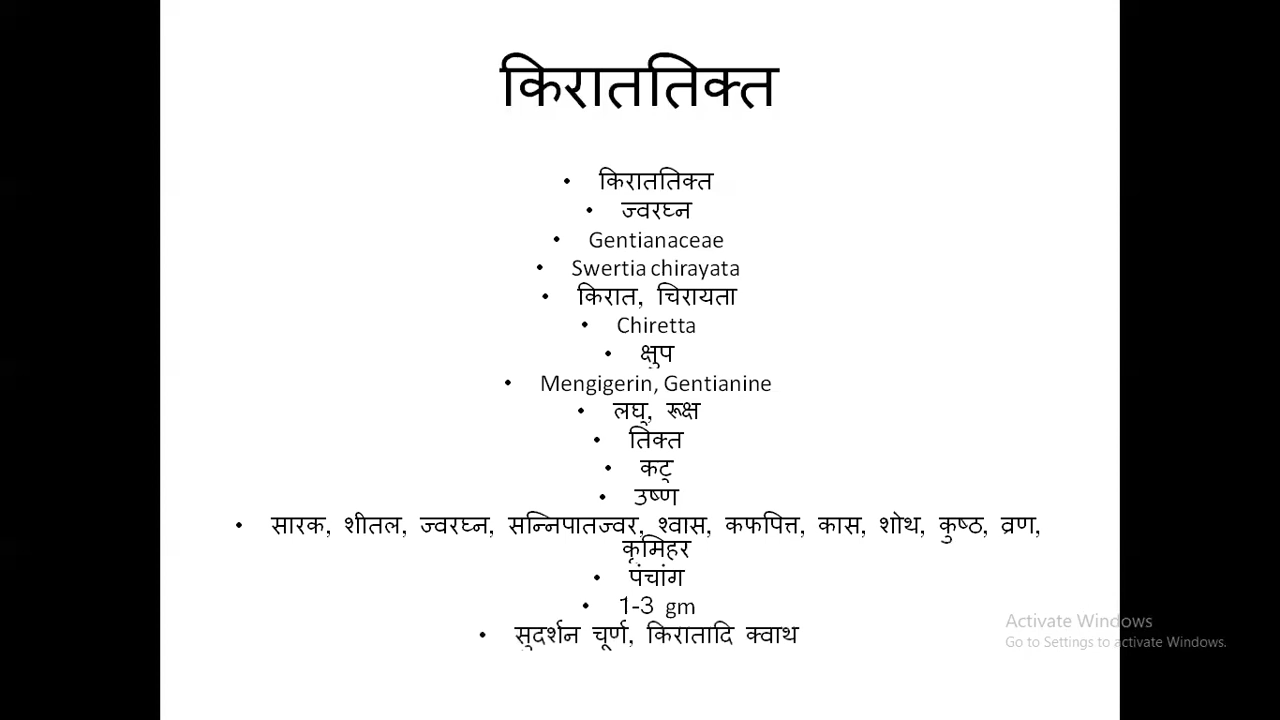 किराततिक्त
• किराततिक्त
• ज्वरघ्न
• Gentianaceae
• Swertia chirayata
• किरात, चिरायता
• Chiretta
• क्षुप
• Mengigerin, Gentianine
• लघु, रूक्ष
• तिक्त
• कटु
• उष्ण
• सारक, शीतल, ज्वरघ्न, सन्निपातज्वर, श्वास, कफपित्त, कास, शोथ, कुष्ठ, व्रण,
कृमिहर
• पंचांग
• 1-3 gm
• सुदर्शन चूर्ण, किरातादि क्वाथ
Activate Windows
Go to Settings to activate Windows.